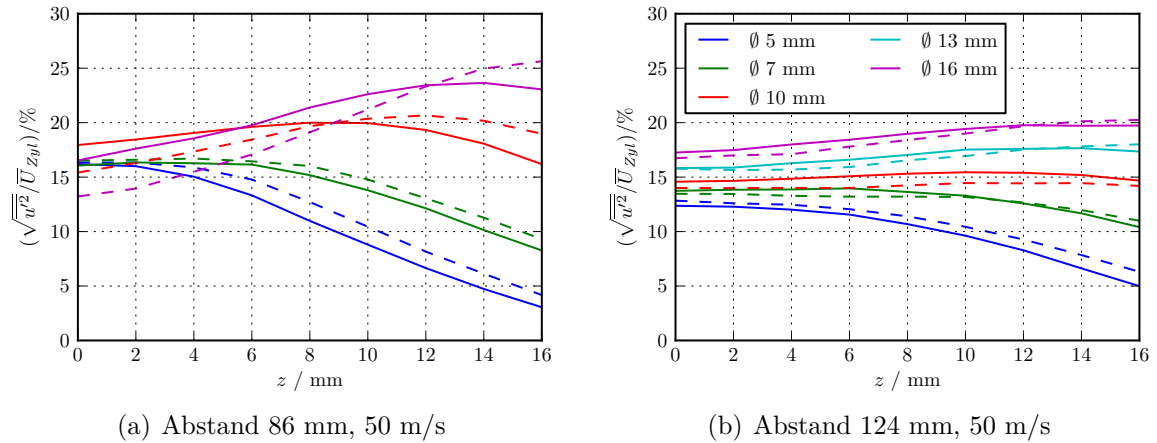 30
25
20
15
10
5
0
(√u′²/U̅_Zyl)/%
0 2 4 6 8 10 12 14 16
z / mm
(a) Abstand 86 mm, 50 m/s
30
25
20
15
10
5
0
(√u′²/U̅_Zyl)/%
∅ 5 mm
∅ 7 mm
∅ 10 mm
∅ 13 mm
∅ 16 mm
0 2 4 6 8 10 12 14 16
z / mm
(b) Abstand 124 mm, 50 m/s